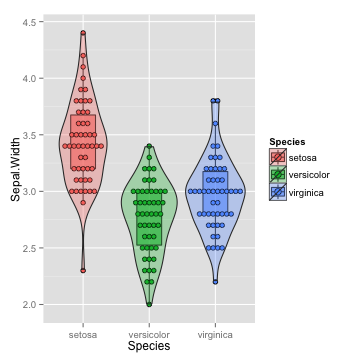 4.5
4.0
3.5
3.0
2.5
2.0
Sepal.Width
setosa
versicolor
virginica
Species
Species
setosa
versicolor
virginica